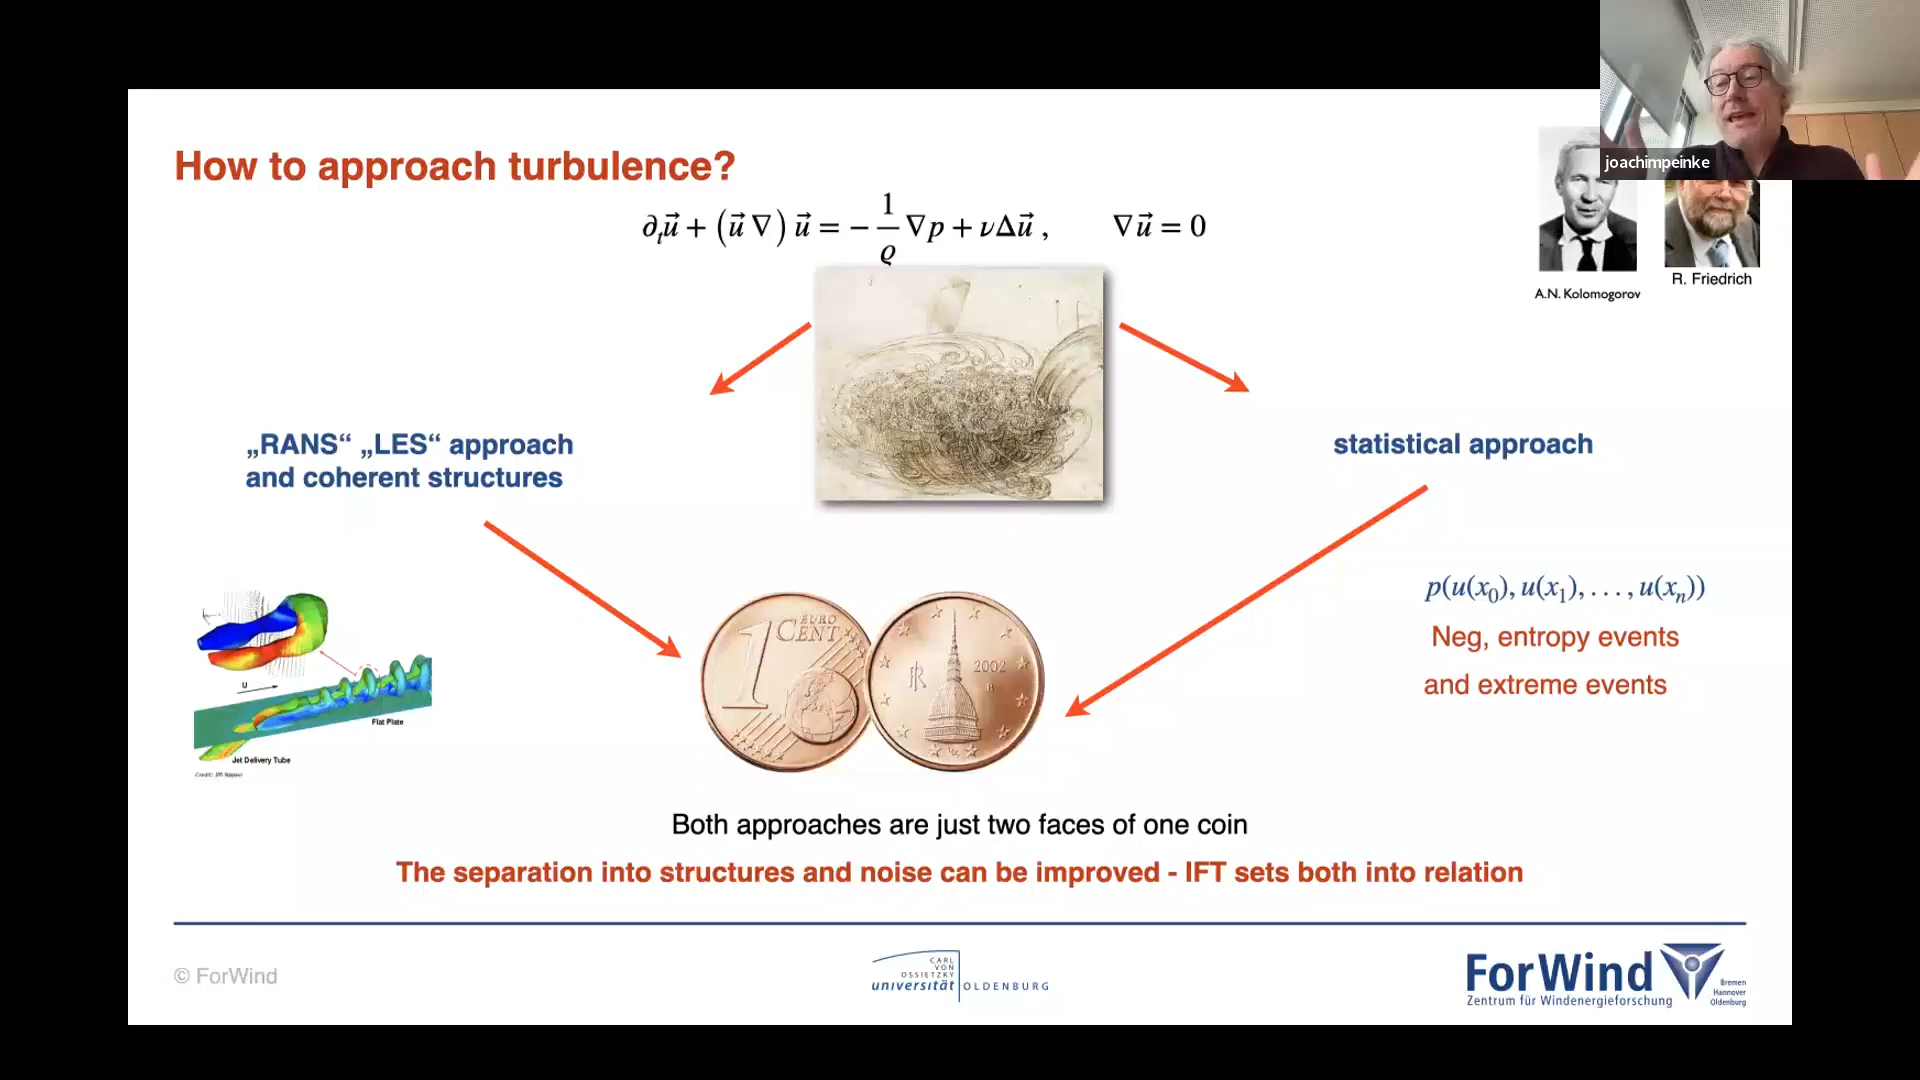 joachimpeinke
How to approach turbulence?
∂ₜu⃗ + (u⃗ ∇) u⃗ = − 1/ϱ ∇p + νΔu⃗ , ∇u⃗ = 0
A.N. Kolomogorov
R. Friedrich
„RANS“ „LES“ approach
and coherent structures
statistical approach
p(u(x₀), u(x₁), . . . , u(xₙ))
Neg, entropy events
and extreme events
U
Flat Plate
Jet Delivery Tube
1 EURO
CENT
2002
Both approaches are just two faces of one coin
The separation into structures and noise can be improved - IFT sets both into relation
© ForWind
CARL
VON
OSSIETZKY
universität OLDENBURG
ForWind
Zentrum für Windenergieforschung
Bremen
Hannover
Oldenburg